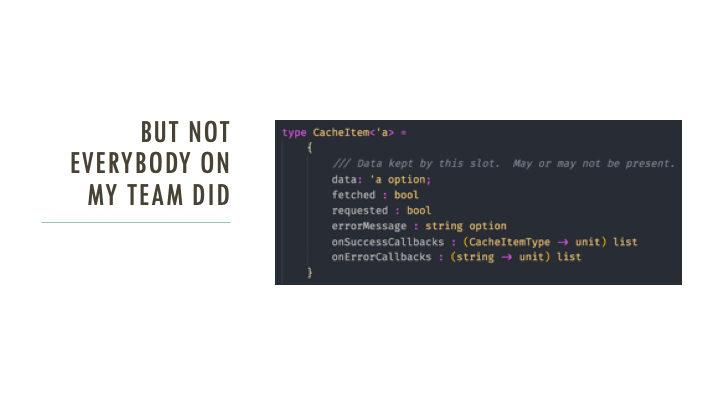 BUT NOT
EVERYBODY ON
MY TEAM DID
type CacheItem<'a> =
{
/// Data kept by this slot.  May or may not be present.
data: 'a option;
fetched : bool
requested : bool
errorMessage : string option
onSuccessCallbacks : (CacheItemType → unit) list
onErrorCallbacks : (string → unit) list
}